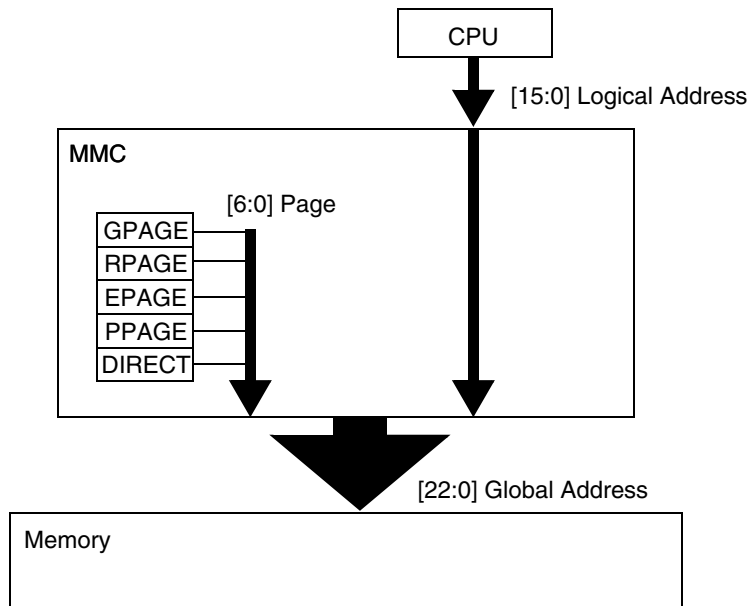 CPU
[15:0] Logical Address
MMC
[6:0] Page
GPAGE
RPAGE
EPAGE
PPAGE
DIRECT
[22:0] Global Address
Memory